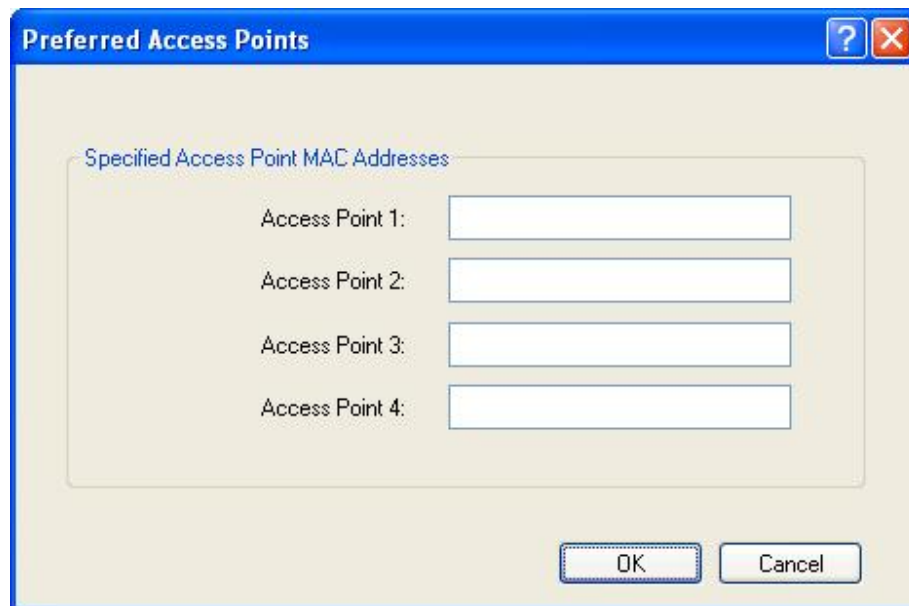 Preferred Access Points
?
Specified Access Point MAC Addresses
Access Point 1:
Access Point 2:
Access Point 3:
Access Point 4:
OK
Cancel